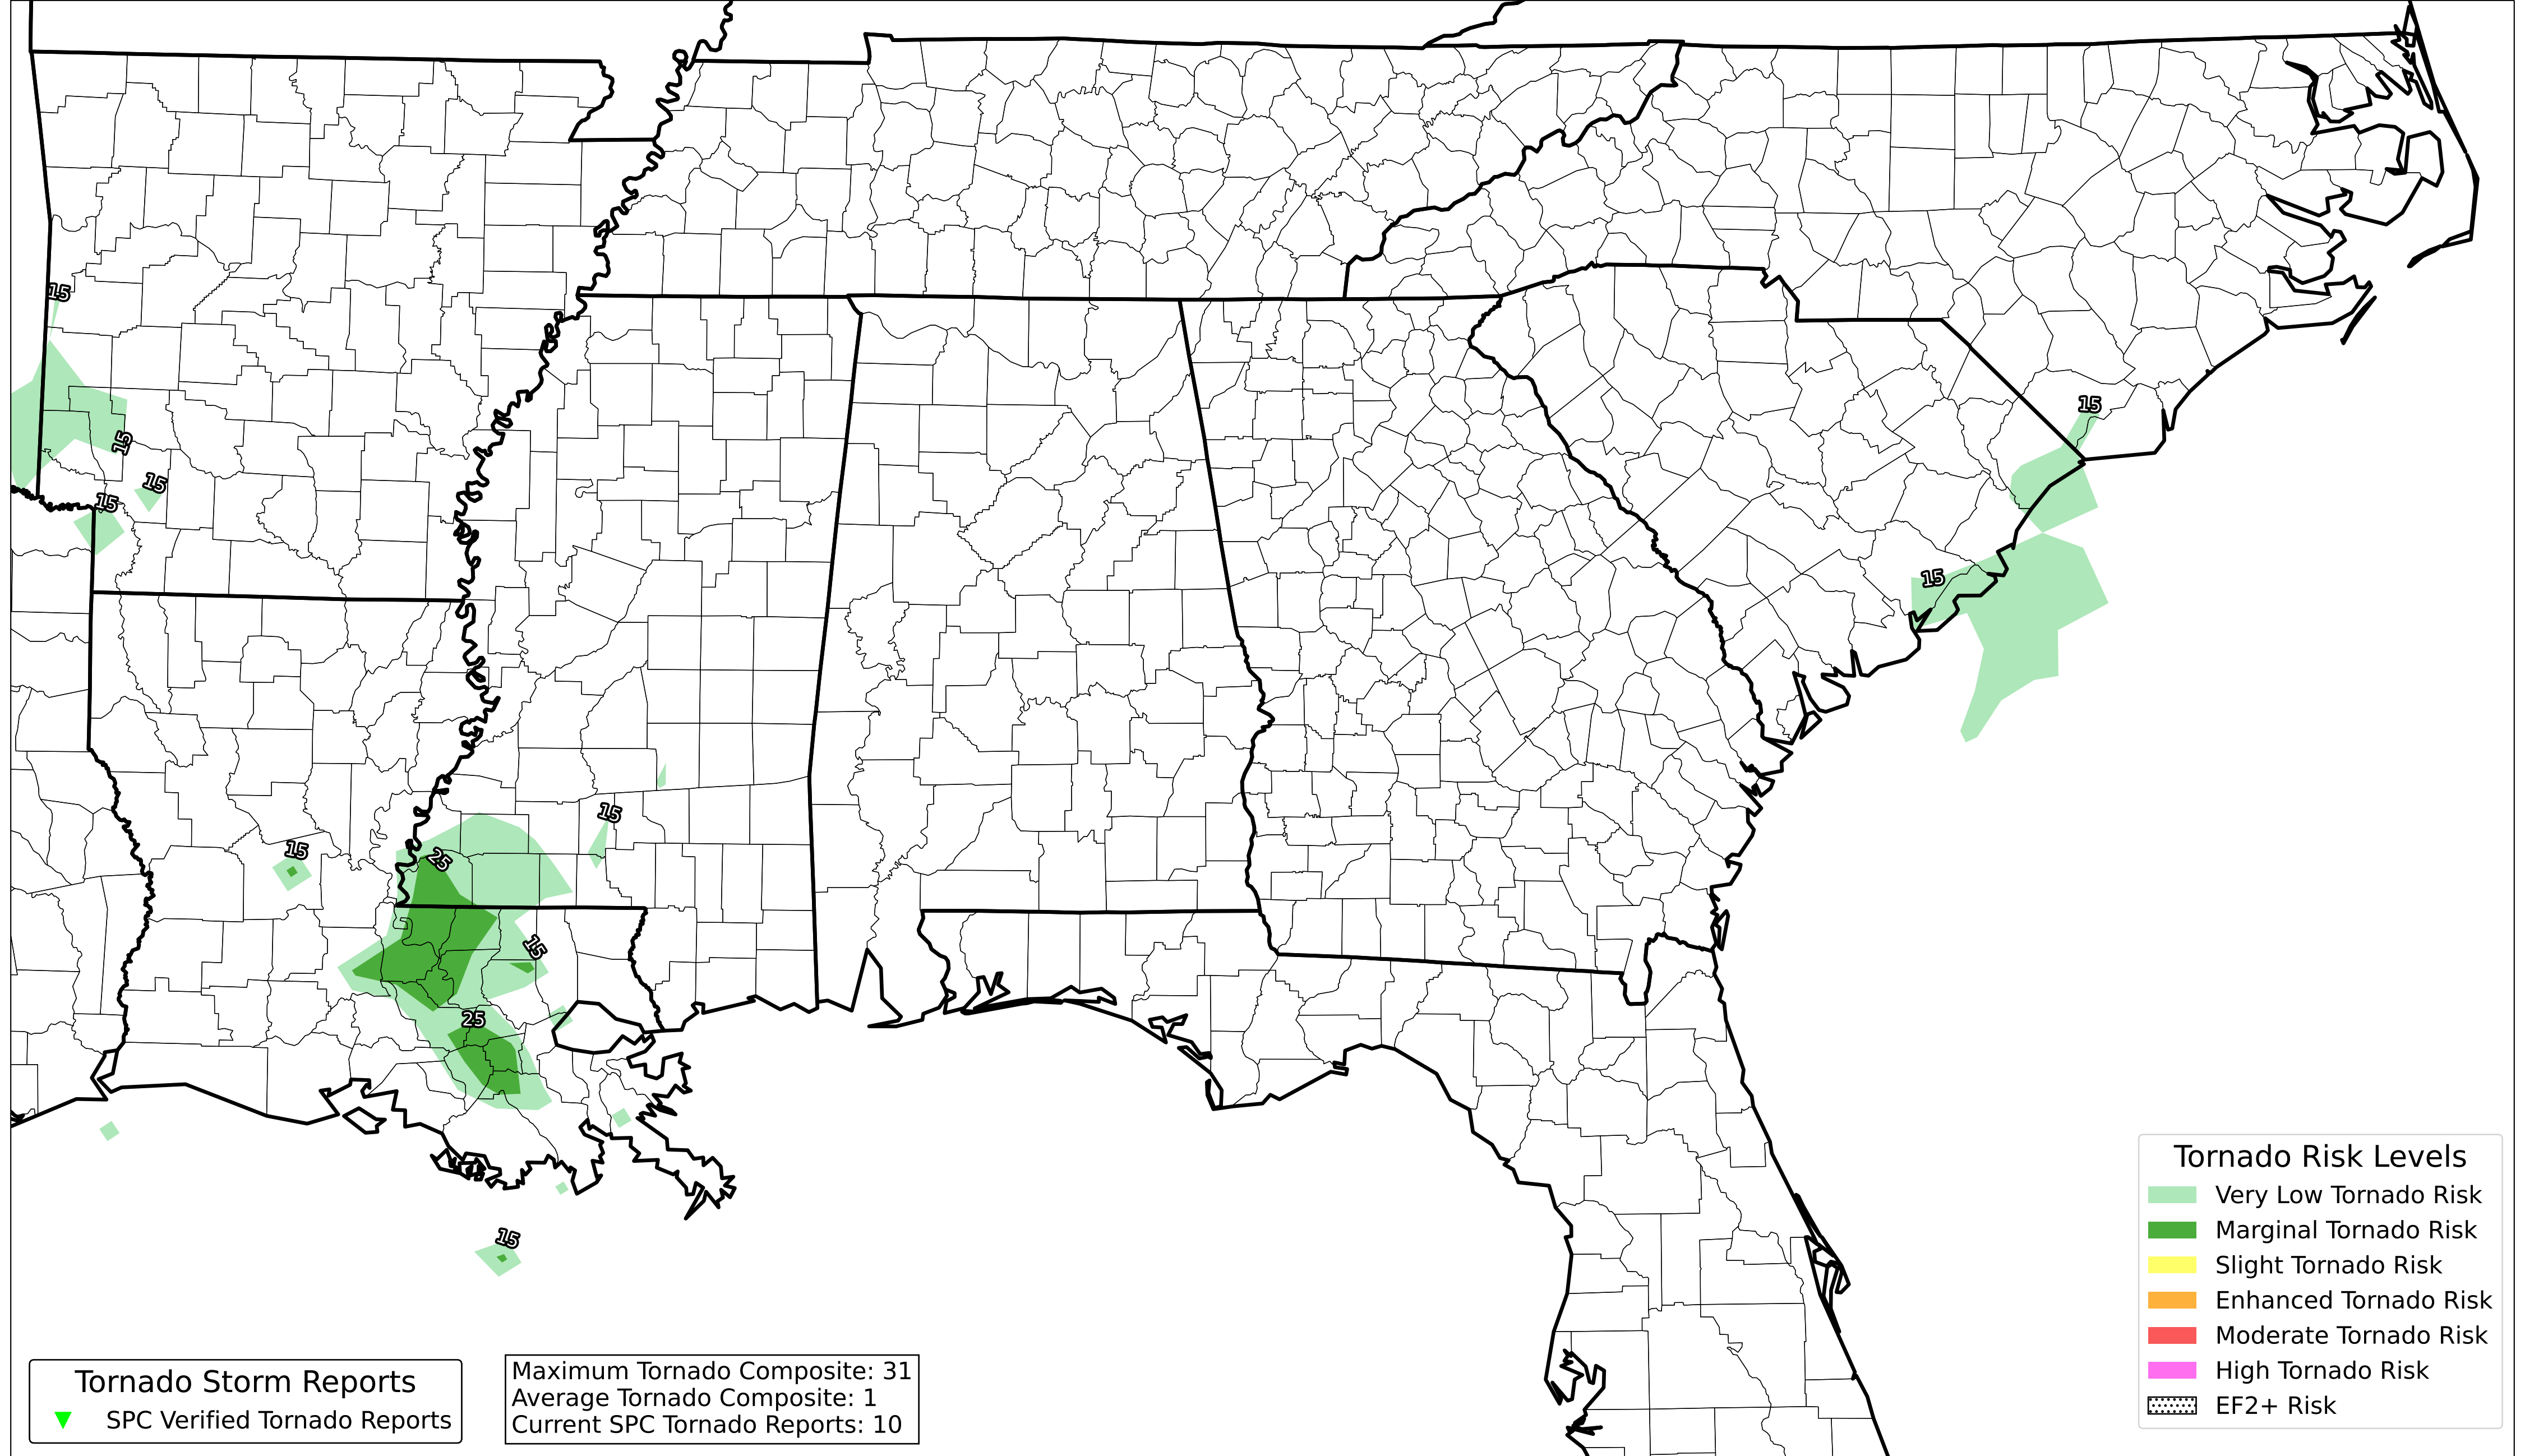 15
15
15
15
15
15
15
15
25
15
15
25
15
Tornado Risk Levels
Very Low Tornado Risk
Marginal Tornado Risk
Slight Tornado Risk
Enhanced Tornado Risk
Moderate Tornado Risk
High Tornado Risk
EF2+ Risk
Tornado Storm Reports
SPC Verified Tornado Reports
Maximum Tornado Composite: 31
Average Tornado Composite: 1
Current SPC Tornado Reports: 10